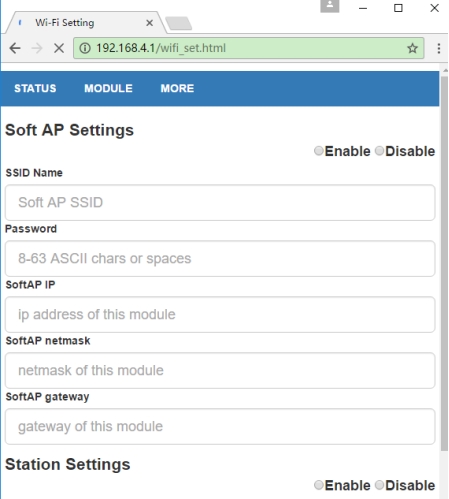 Wi-Fi Setting
192.168.4.1/wifi_set.html
STATUS MODULE MORE
Soft AP Settings
Enable Disable
SSID Name
Soft AP SSID
Password
8-63 ASCII chars or spaces
SoftAP IP
ip address of this module
SoftAP netmask
netmask of this module
SoftAP gateway
gateway of this module
Station Settings
Enable Disable